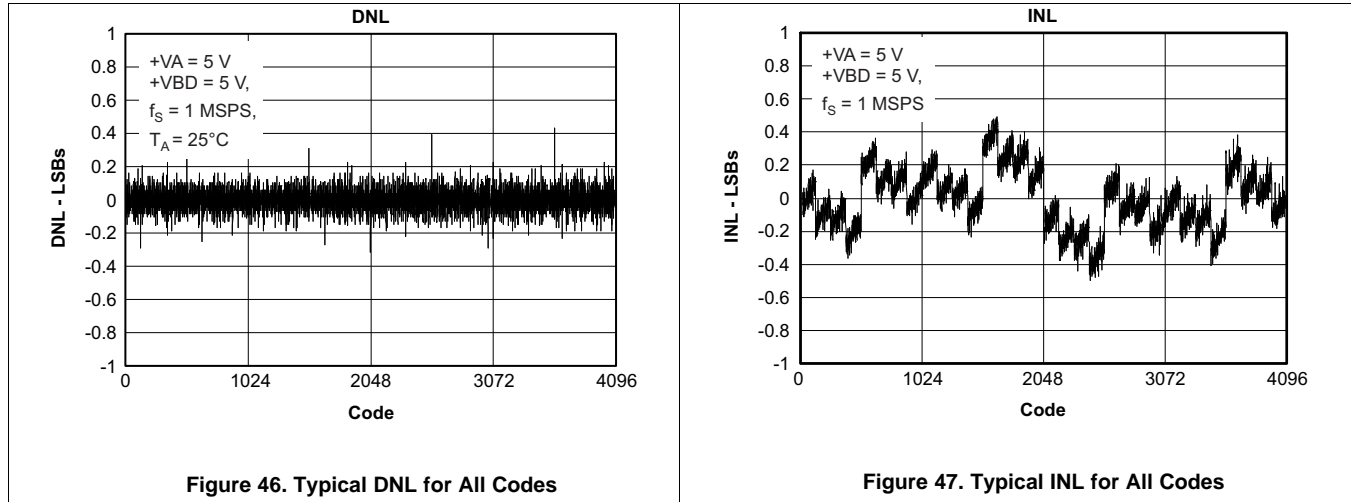 DNL
1
0.8
0.6
0.4
0.2
0
-0.2
-0.4
-0.6
-0.8
-1
DNL - LSBs
+VA = 5 V
+VBD = 5 V,
fS = 1 MSPS,
TA = 25°C
0 1024 2048 3072 4096
Code
Figure 46. Typical DNL for All Codes
INL
1
0.8
0.6
0.4
0.2
0
-0.2
-0.4
-0.6
-0.8
-1
INL - LSBs
+VA = 5 V
+VBD = 5 V,
fS = 1 MSPS
0 1024 2048 3072 4096
Code
Figure 47. Typical INL for All Codes